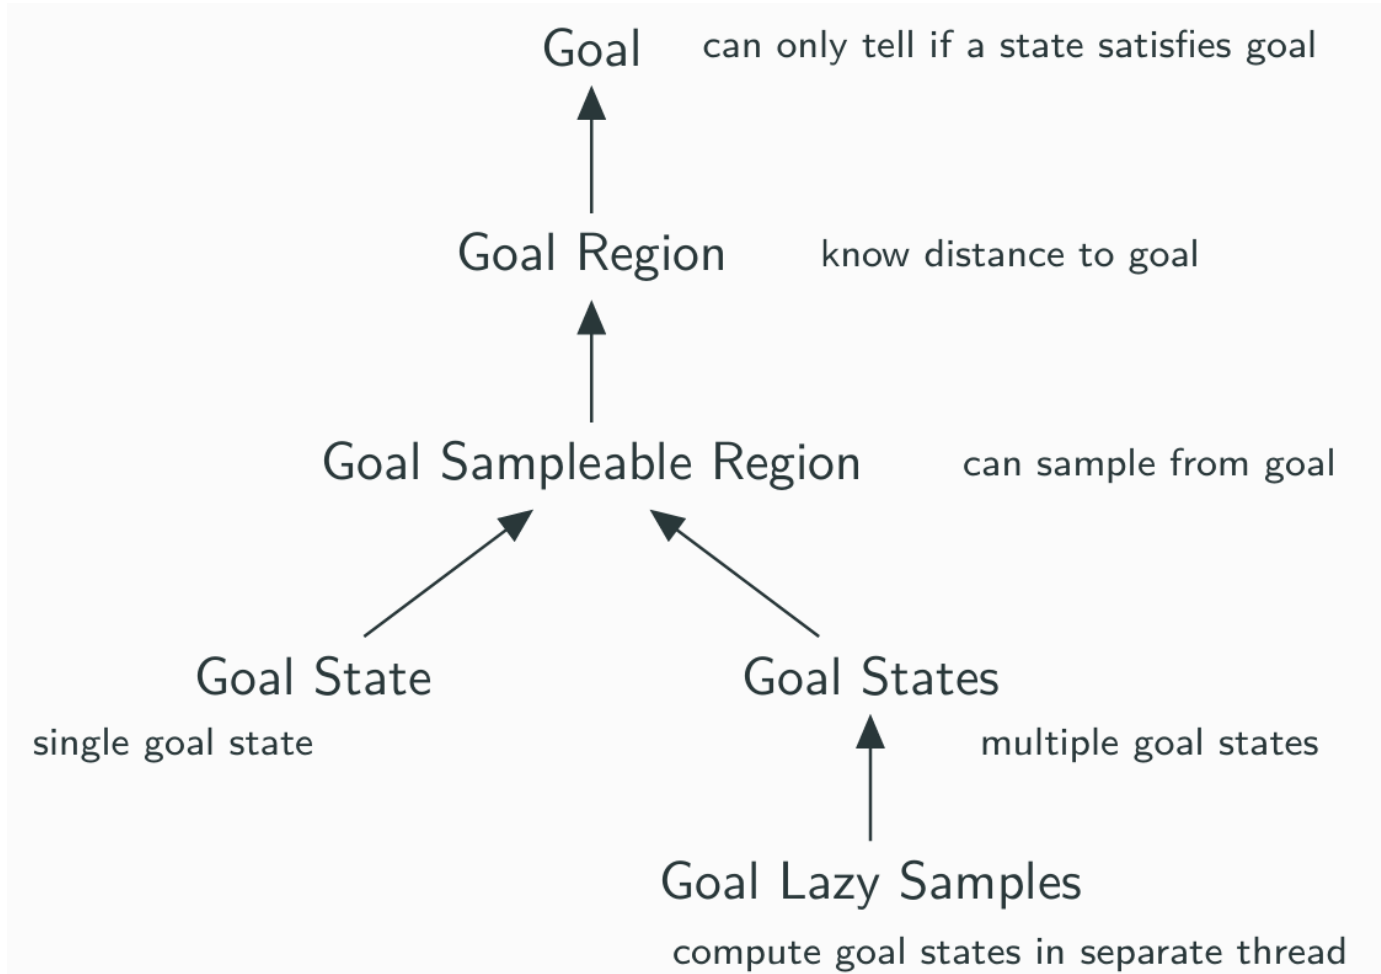 Goal
can only tell if a state satisfies goal
Goal Region
know distance to goal
Goal Sampleable Region
can sample from goal
Goal State
Goal States
single goal state
multiple goal states
Goal Lazy Samples
compute goal states in separate thread